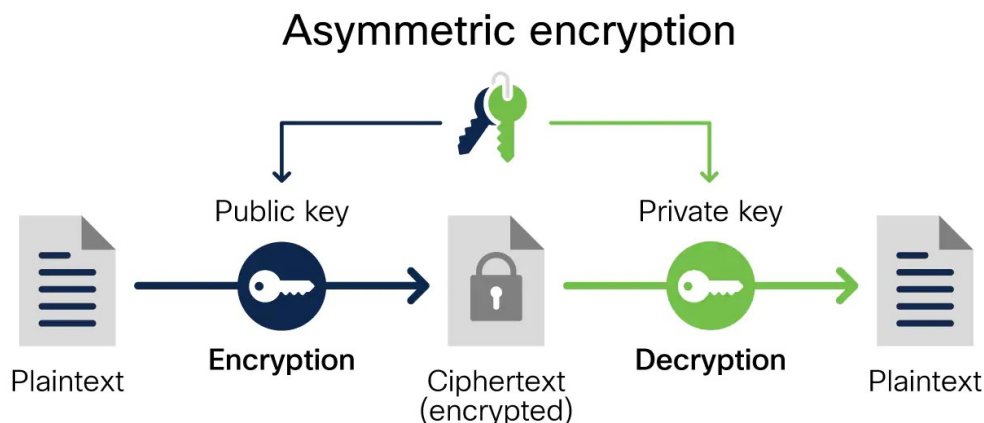 Asymmetric encryption
Public key
Private key
Encryption
Decryption
Plaintext
Ciphertext
(encrypted)
Plaintext